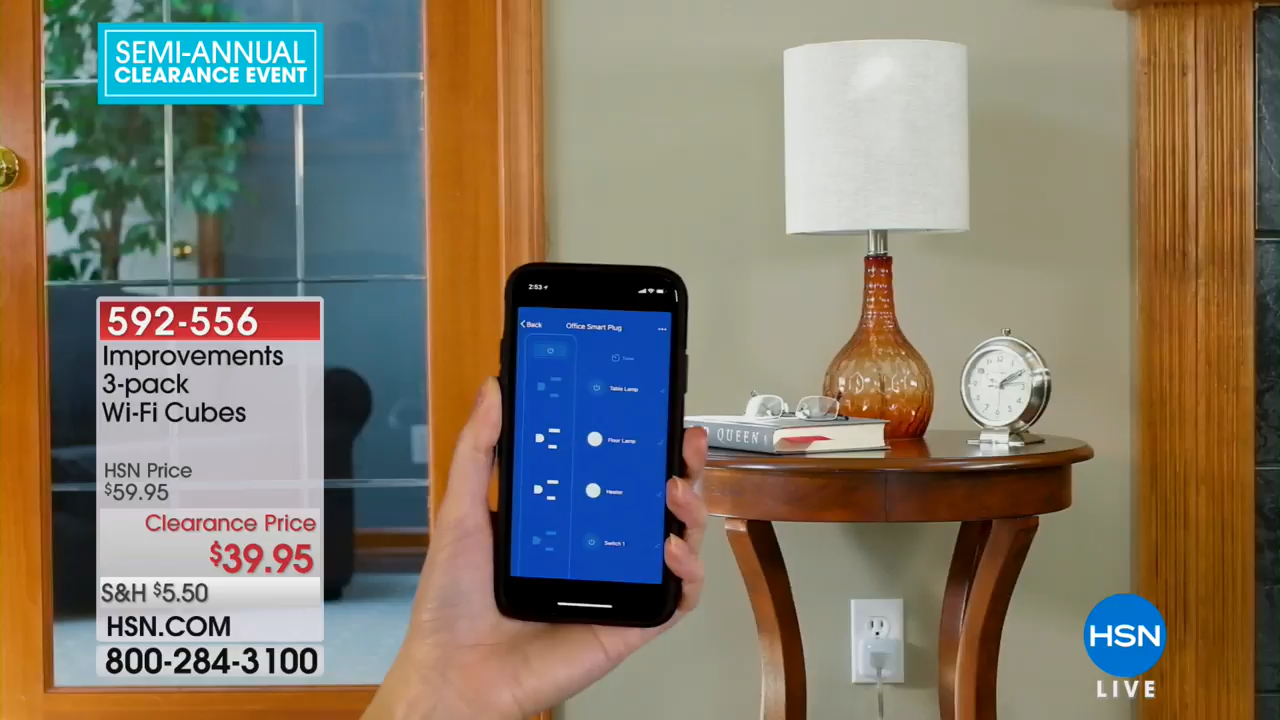 SEMI-ANNUAL
CLEARANCE EVENT
592-556
Improvements
3-pack
Wi-Fi Cubes
HSN Price
$59.95
Clearance Price
$39.95
S&H $5.50
HSN.COM
800-284-3100
2:53
Back
Office Smart Plug
Table Lamp
Floor Lamp
Heater
Switch 1
QUEEN
HSN
LIVE